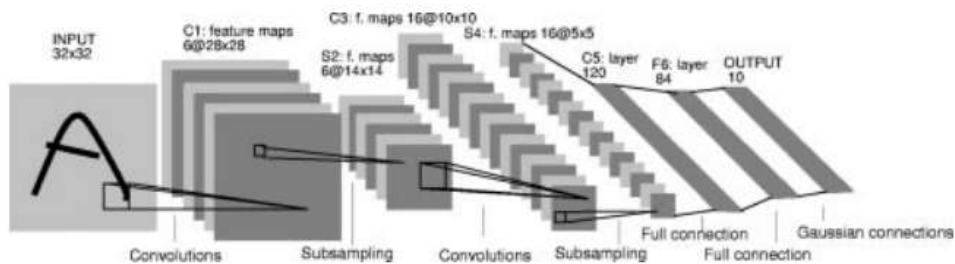 INPUT
32x32
C1: feature maps
6@28x28
S2: f. maps
6@14x14
C3: f. maps 16@10x10
S4: f. maps 16@5x5
C5: layer
120
F6: layer
84
OUTPUT
10
Convolutions
Subsampling
Convolutions
Subsampling
Full connection
Full connection
Gaussian connections